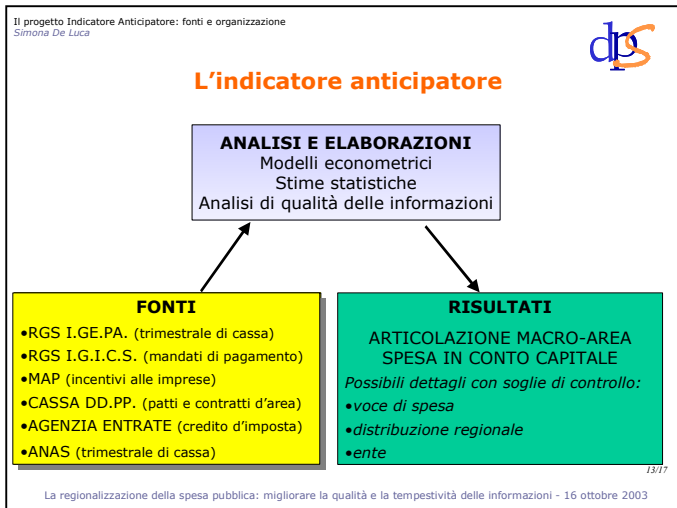 Il progetto Indicatore Anticipatore: fonti e organizzazione
Simona De Luca
dps
L'indicatore anticipatore
ANALISI E ELABORAZIONI
Modelli econometrici
Stime statistiche
Analisi di qualità delle informazioni
FONTI
•RGS I.GE.PA. (trimestrale di cassa)
•RGS I.G.I.C.S. (mandati di pagamento)
•MAP (incentivi alle imprese)
•CASSA DD.PP. (patti e contratti d'area)
•AGENZIA ENTRATE (credito d'imposta)
•ANAS (trimestrale di cassa)
RISULTATI
ARTICOLAZIONE MACRO-AREA
SPESA IN CONTO CAPITALE
Possibili dettagli con soglie di controllo:
•voce di spesa
•distribuzione regionale
•ente
13/17
La regionalizzazione della spesa pubblica: migliorare la qualità e la tempestività delle informazioni - 16 ottobre 2003